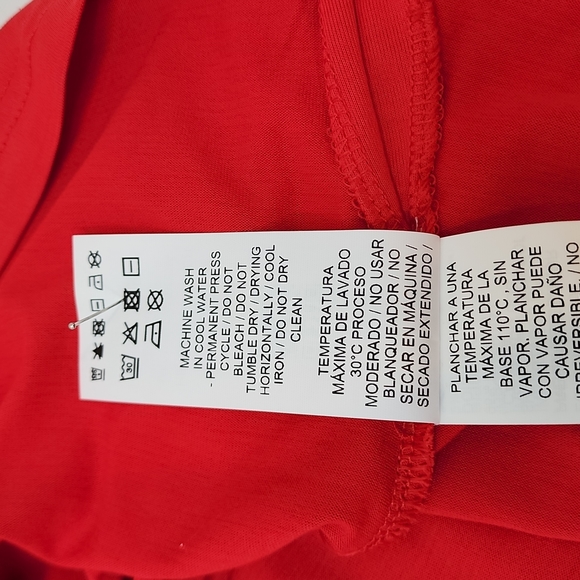 30
MACHINE WASH
IN COOL WATER
- PERMANENT PRESS
CYCLE / DO NOT
BLEACH / DO NOT
TUMBLE DRY / DRYING
HORIZONTALLY / COOL
IRON / DO NOT DRY
CLEAN
TEMPERATURA
MÁXIMA DE LAVADO
30°C PROCESO
MODERADO / NO USAR
BLANQUEADOR / NO
SECAR EN MAQUINA /
SECADO EXTENDIDO /
PLANCHAR A UNA
TEMPERATURA
MÁXIMA DE LA
BASE 110°C, .SIN
VAPOR. PLANCHAR
CON VAPOR PUEDE
CAUSAR DAÑO